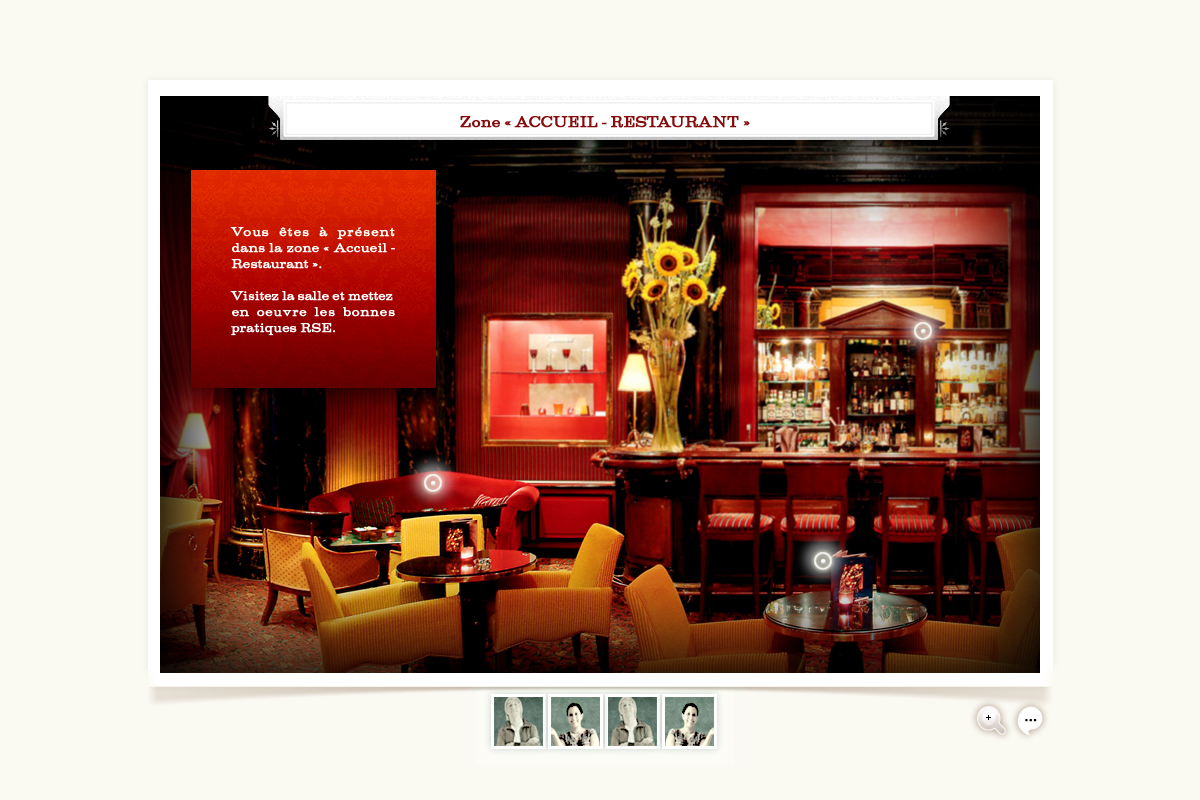 Zone « ACCUEIL - RESTAURANT »
Vous êtes à présent
dans la zone « Accueil -
Restaurant ».
Visitez la salle et mettez
en oeuvre les bonnes
pratiques RSE.